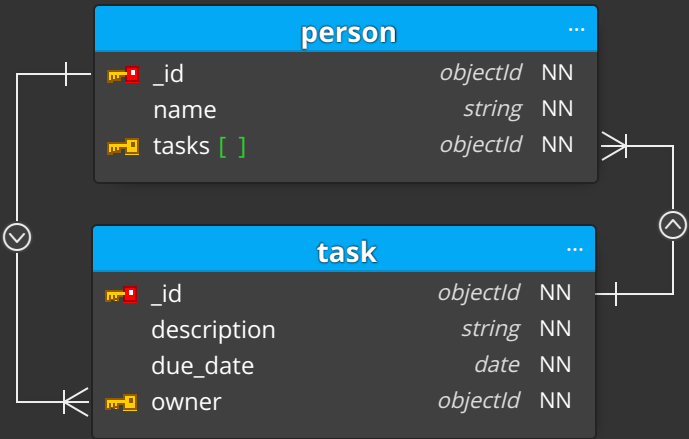 person ...
_id objectId NN
name string NN
tasks [ ] objectId NN
task ...
_id objectId NN
description string NN
due_date date NN
owner objectId NN